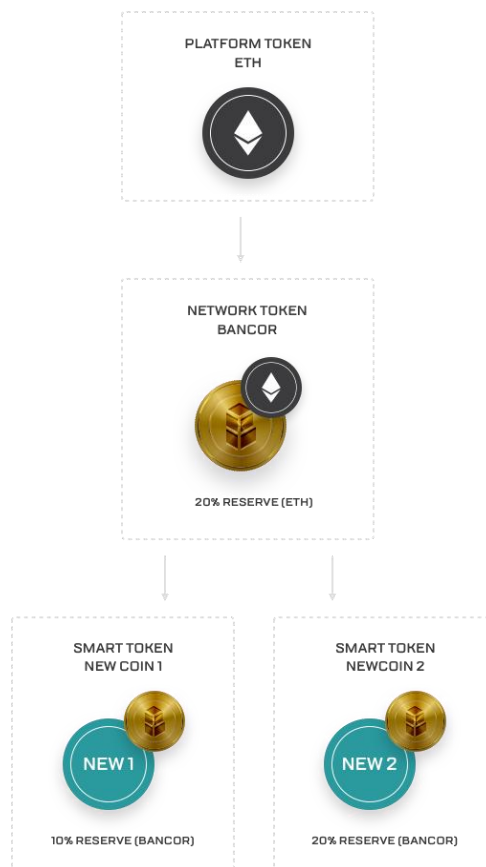 PLATFORM TOKEN
ETH
NETWORK TOKEN
BANCOR
20% RESERVE (ETH)
SMART TOKEN
NEW COIN 1
NEW 1
10% RESERVE (BANCOR)
SMART TOKEN
NEWCOIN 2
NEW 2
20% RESERVE (BANCOR)